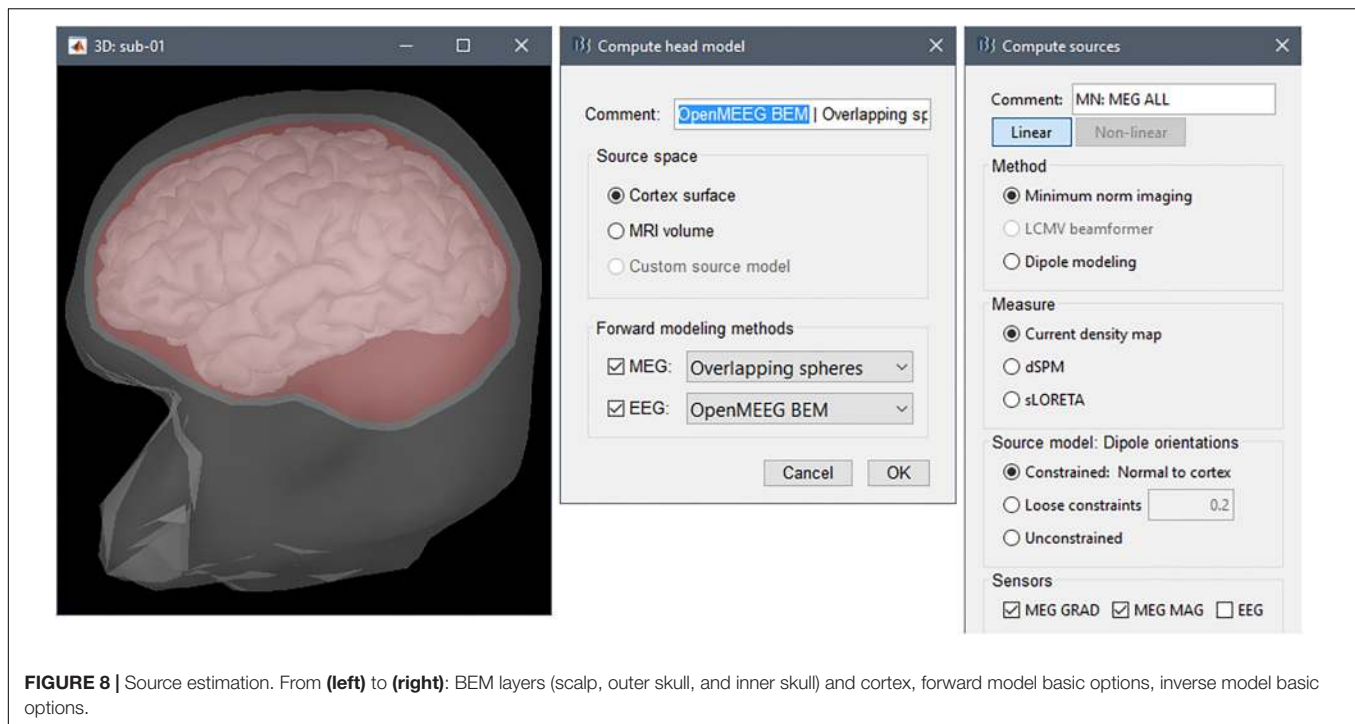 3D: sub-01
Compute head model
Comment: OpenMEEG BEM | Overlapping sp
Source space
Cortex surface
MRI volume
Custom source model
Forward modeling methods
MEG: Overlapping spheres
EEG: OpenMEEG BEM
Cancel OK
Compute sources
Comment: MN: MEG ALL
Linear Non-linear
Method
Minimum norm imaging
LCMV beamformer
Dipole modeling
Measure
Current density map
dSPM
sLORETA
Source model: Dipole orientations
Constrained: Normal to cortex
Loose constraints 0.2
Unconstrained
Sensors
MEG GRAD MEG MAG EEG
FIGURE 8 | Source estimation. From (left) to (right): BEM layers (scalp, outer skull, and inner skull) and cortex, forward model basic options, inverse model basic
options.